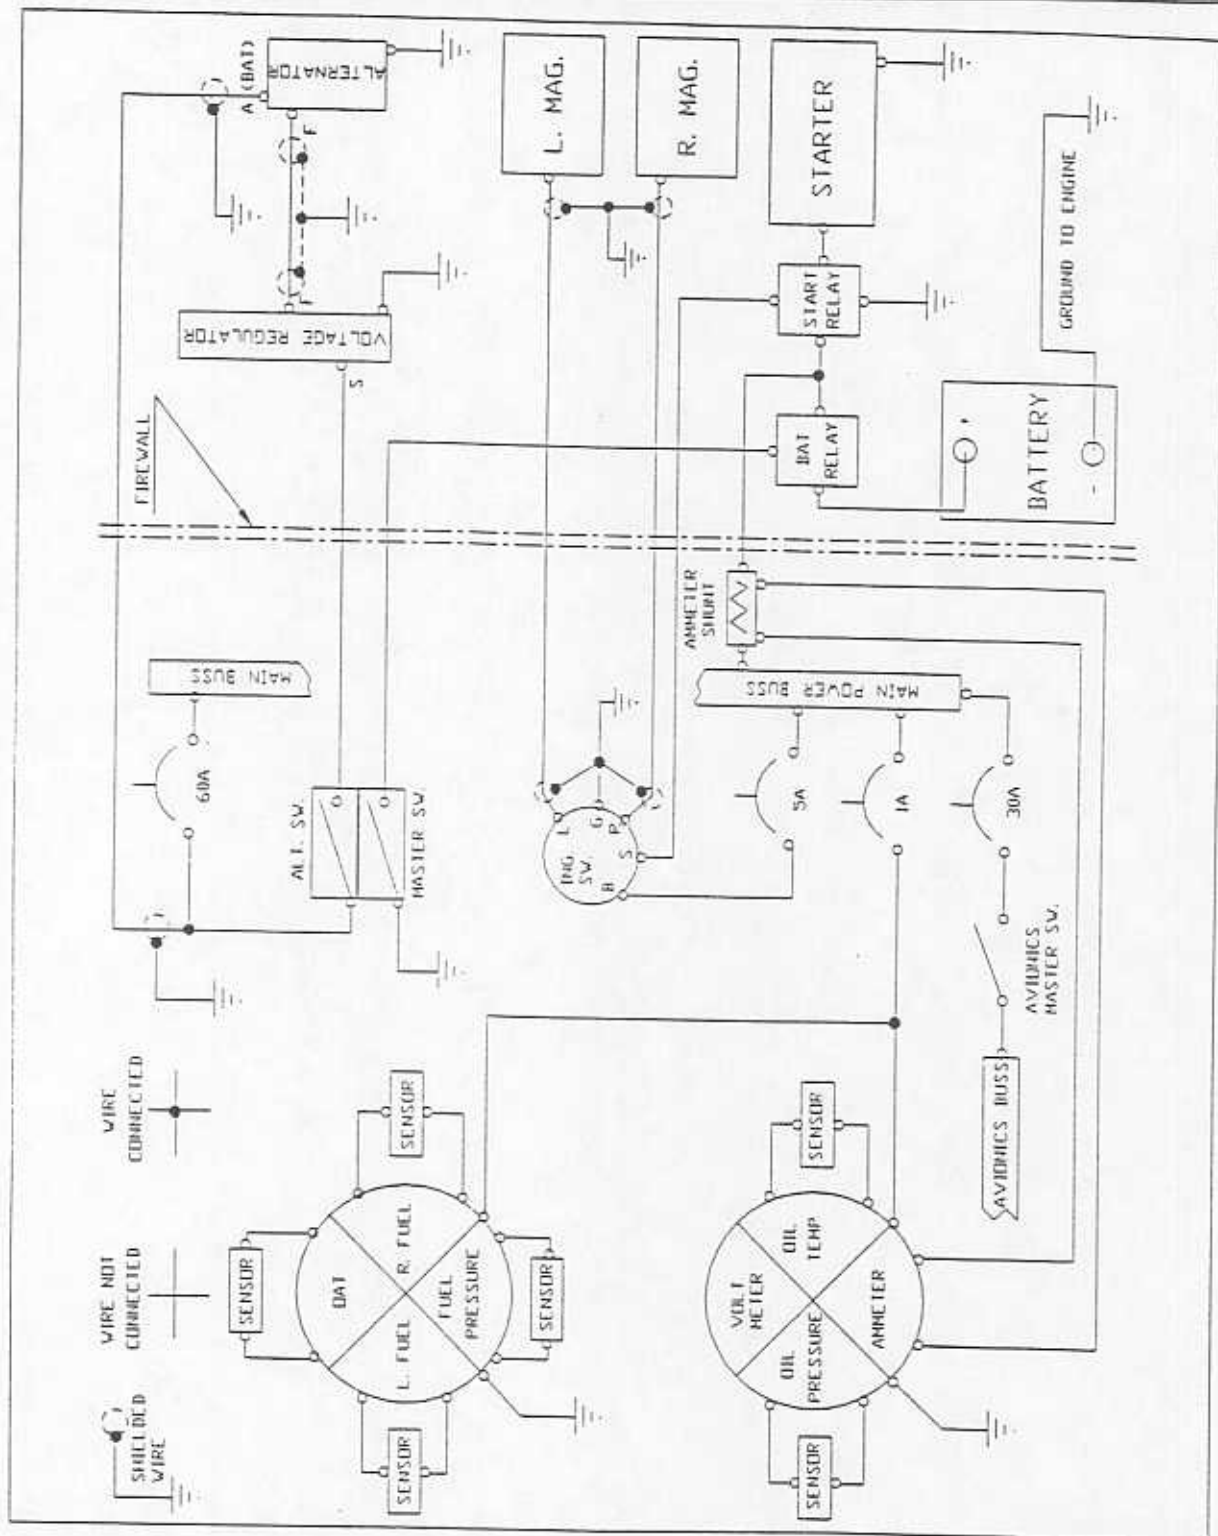 A (BAT)
ALTERNATOR
F
F
VOLTAGE REGULATOR
S
L. MAG.
R. MAG.
STARTER
START
RELAY
BAT
RELAY
GROUND TO ENGINE
BATTERY
+
-
FIREWALL
AMMETER
SHUNT
MAIN BUSS
MAIN POWER BUSS
60A
ALT. SW.
MASTER SW.
L
G
P
S
B
ING
SW.
5A
1A
30A
AVIONICS
MASTER SW.
AVIONICS BUSS
WIRE
CONNECTED
WIRE NOT
CONNECTED
SHIELDED
WIRE
SENSOR
SENSOR
SENSOR
SENSOR
OAT
R. FUEL
L. FUEL
FUEL
PRESSURE
SENSOR
SENSOR
VOLT
METER
OIL
TEMP
OIL
PRESSURE
AMMETER